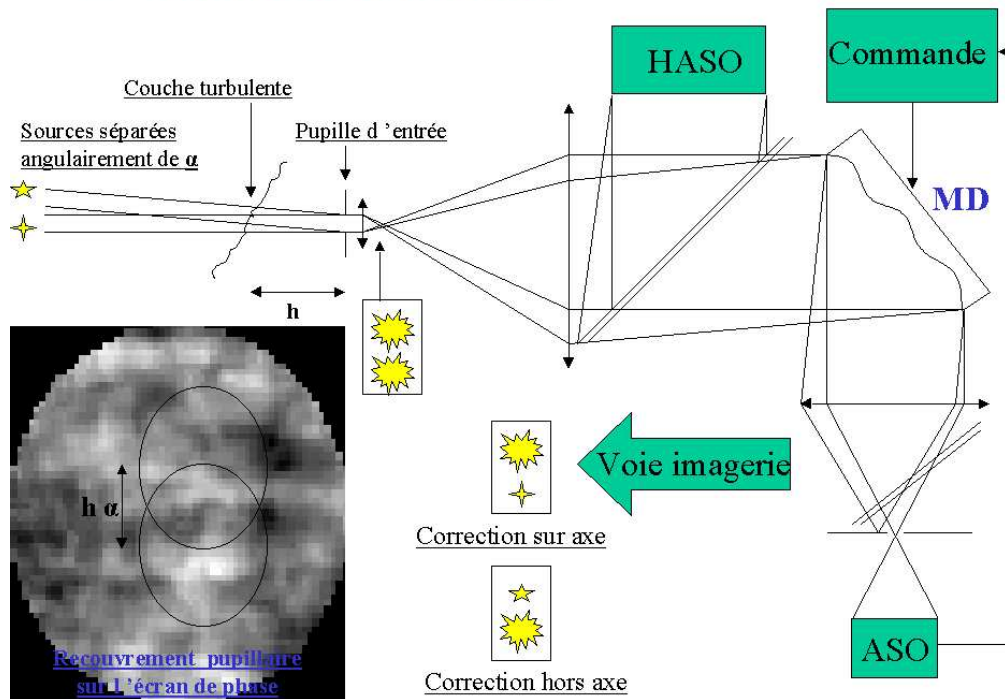 HASO
Commande
Couche turbulente
Sources séparées
angulairement de α
Pupille d ’entrée
MD
h
h α
Voie imagerie
Correction sur axe
Correction hors axe
ASO
Recouvrement pupillaire
sur l ’écran de phase